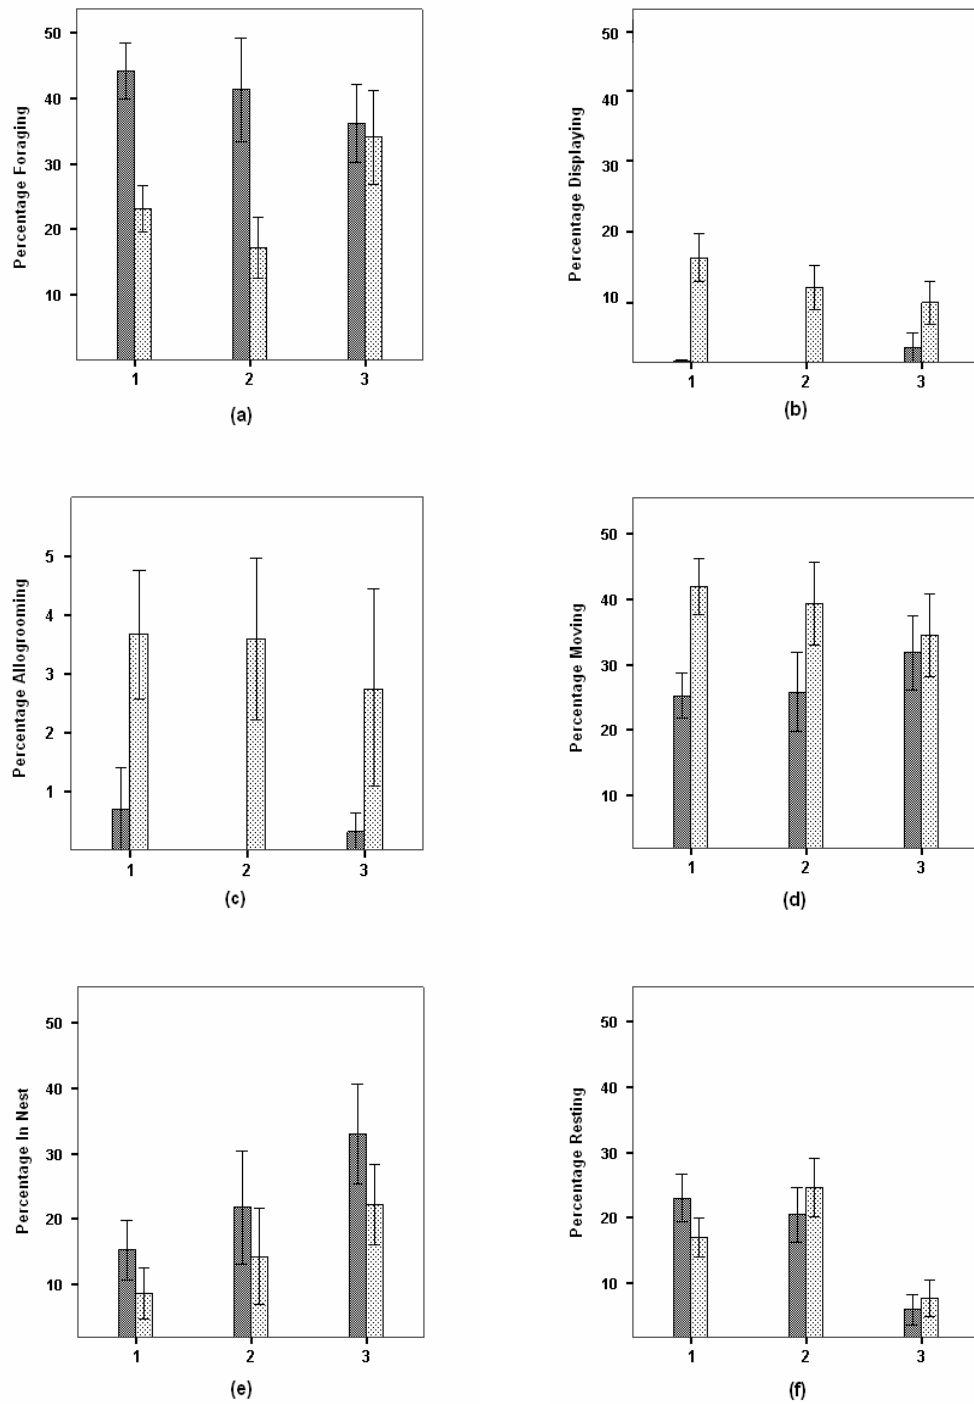 Percentage Foraging
50
40
30
20
10
1 2 3
(a)
Percentage Displaying
50
40
30
20
10
1 2 3
(b)
Percentage Allogrooming
5
4
3
2
1
1 2 3
(c)
Percentage Moving
50
40
30
20
10
1 2 3
(d)
Percentage In Nest
50
40
30
20
10
1 2 3
(e)
Percentage Resting
50
40
30
20
10
1 2 3
(f)